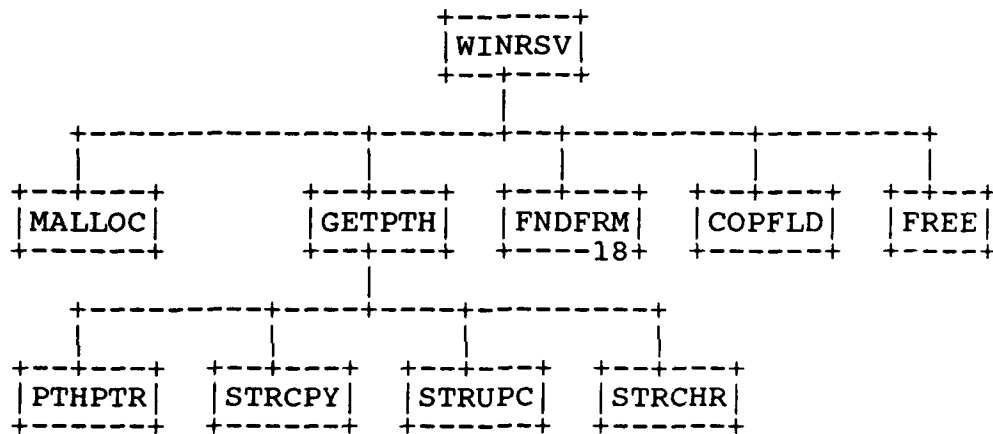 WINRSV
MALLOC GETPTH FNDFRM COPFLD FREE
18
PTHPTR STRCPY STRUPC STRCHR